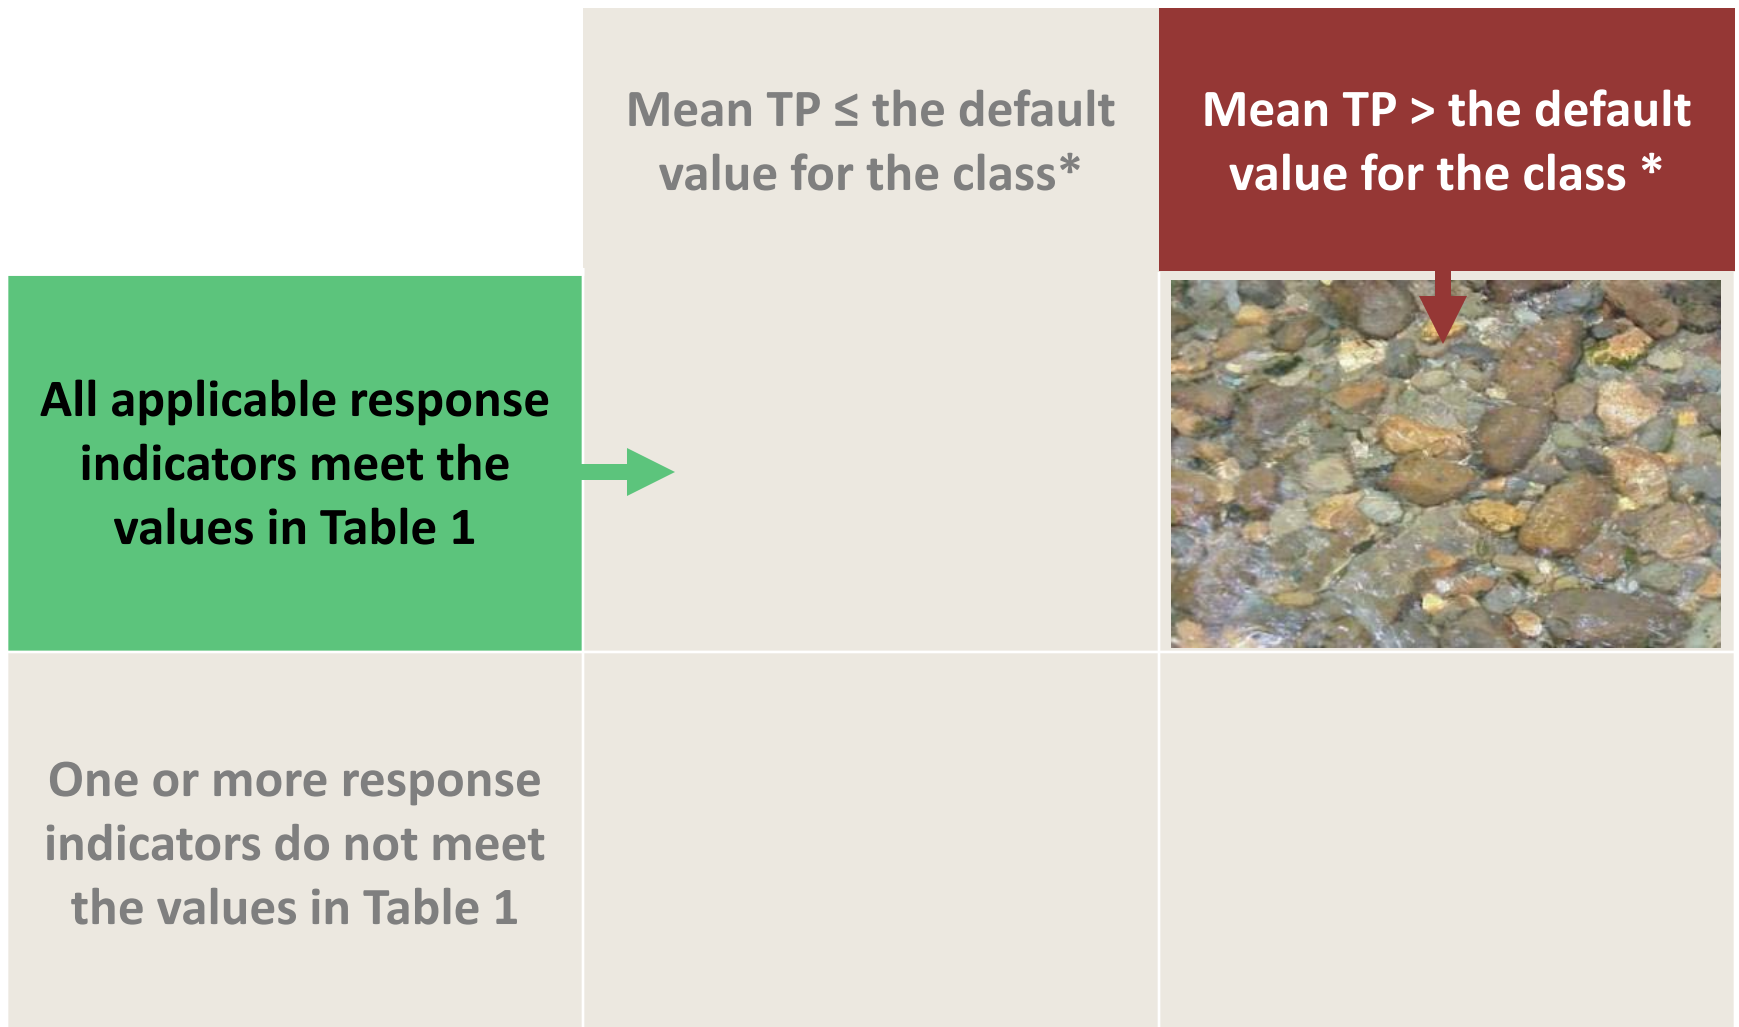 Mean TP ≤ the default
value for the class*
Mean TP > the default
value for the class *
All applicable response
indicators meet the
values in Table 1
One or more response
indicators do not meet
the values in Table 1